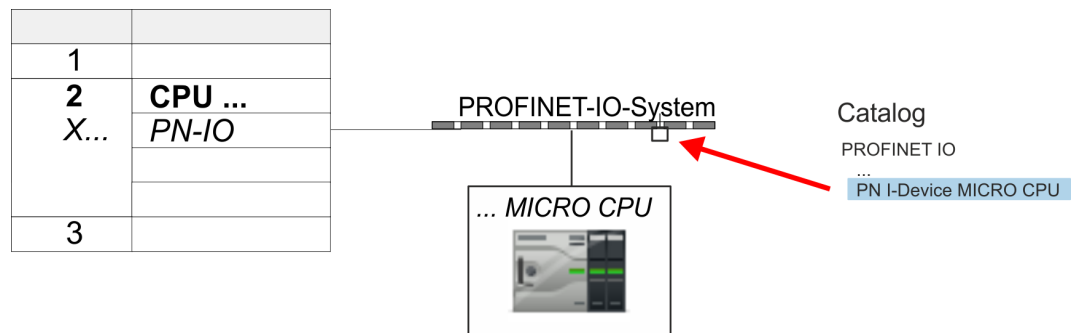 1
2 CPU ...
X... PN-IO
3
PROFINET-IO-System
... MICRO CPU
Catalog
PROFINET IO
...
PN I-Device MICRO CPU